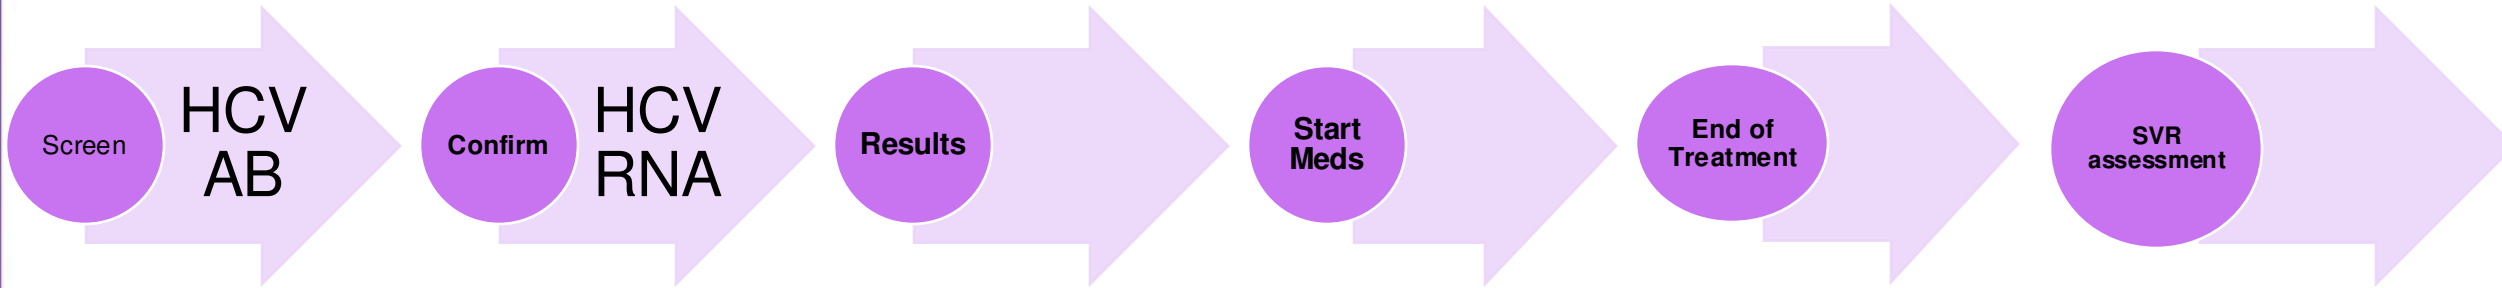 Screen
HCV
AB
Confirm
HCV
RNA
Results
Start
Meds
End of
Treatment
SVR
assessment